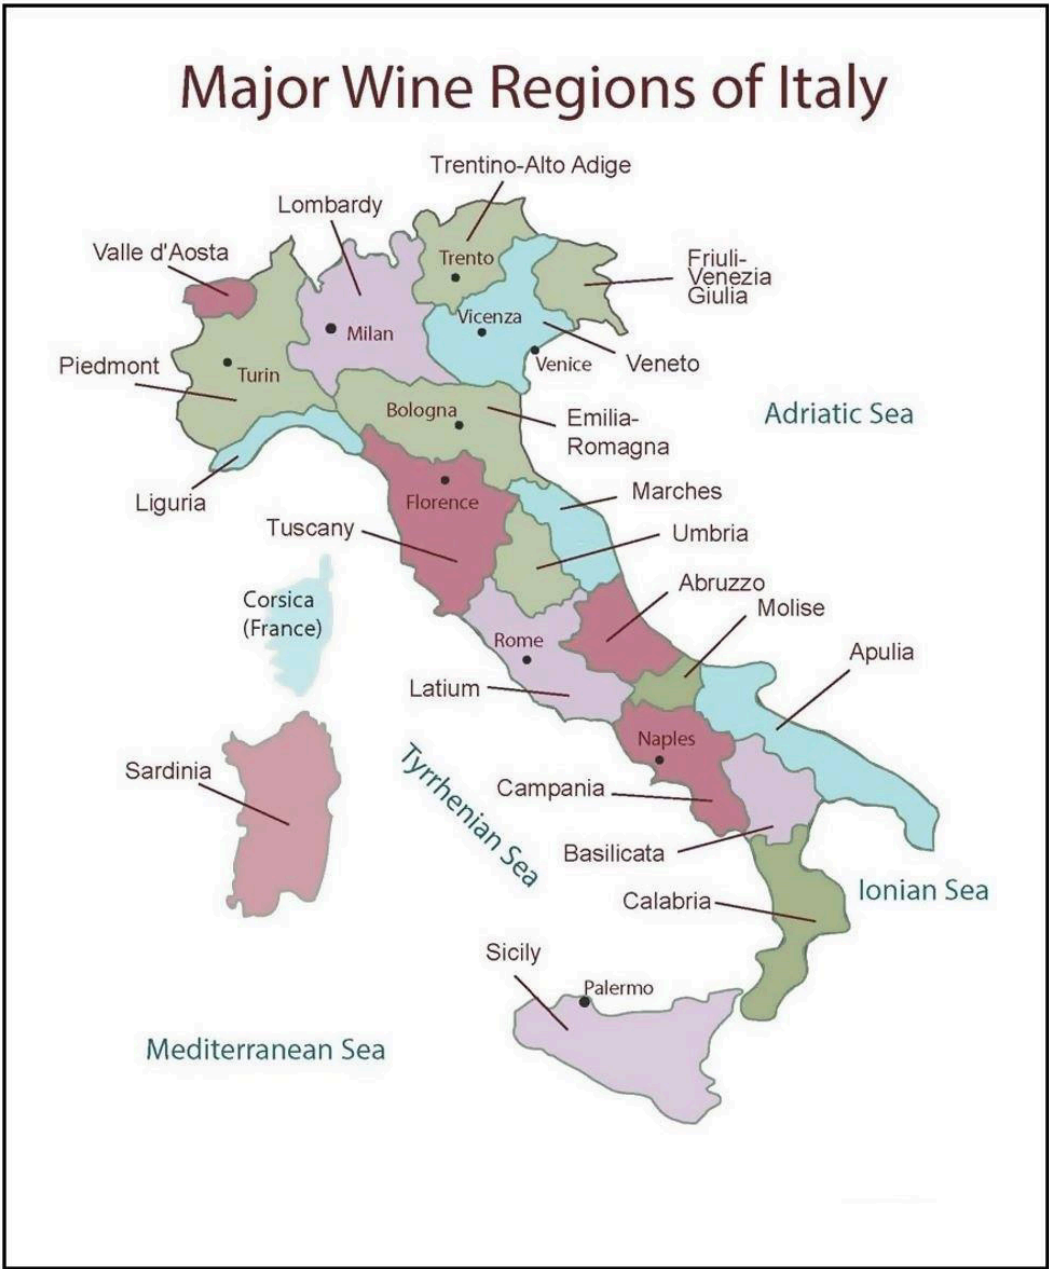 Major Wine Regions of Italy
Trentino-Alto Adige
Lombardy
Valle d'Aosta
Trento
Friuli-
Venezia
Giulia
Vicenza
Milan
Venice
Veneto
Piedmont
Turin
Bologna
Emilia-
Romagna
Adriatic Sea
Liguria
Florence
Marches
Tuscany
Umbria
Abruzzo
Molise
Corsica
(France)
Rome
Apulia
Latium
Naples
Sardinia
Tyrrhenian Sea
Campania
Basilicata
Calabria
Ionian Sea
Sicily
Palermo
Mediterranean Sea